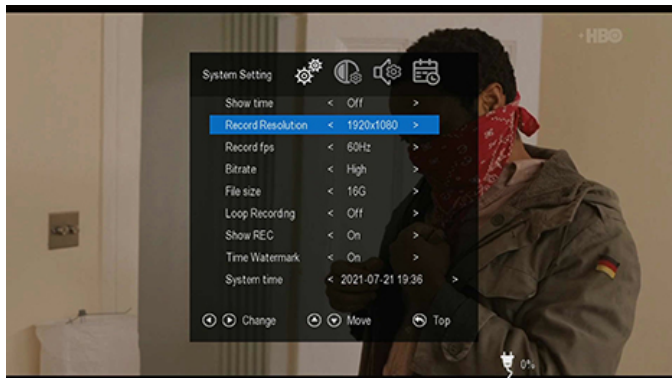 HBO
System Setting
Show time < Off >
Record Resolution < 1920x1080 >
Record fps < 60Hz >
Bitrate < High >
File size < 16G >
Loop Recording < Off >
Show REC < On >
Time Watermark < On >
System time < 2021-07-21 19:36 >
Change Move Top
0%